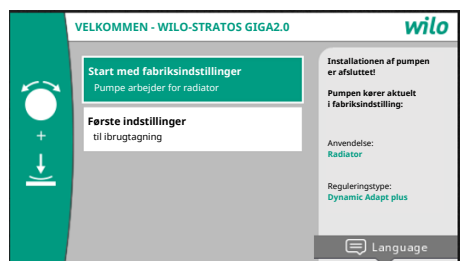 VELKOMMEN - WILO-STRATOS GIGA2.0
wilo
Start med fabriksindstillinger
Pumpe arbejder for radiator
Første indstillinger
til ibrugtagning
Installationen af pumpen
er afsluttet!
Pumpen kører aktuelt
i fabriksindstilling:
Anvendelse:
Radiator
Reguleringstype:
Dynamic Adapt plus
+
Language